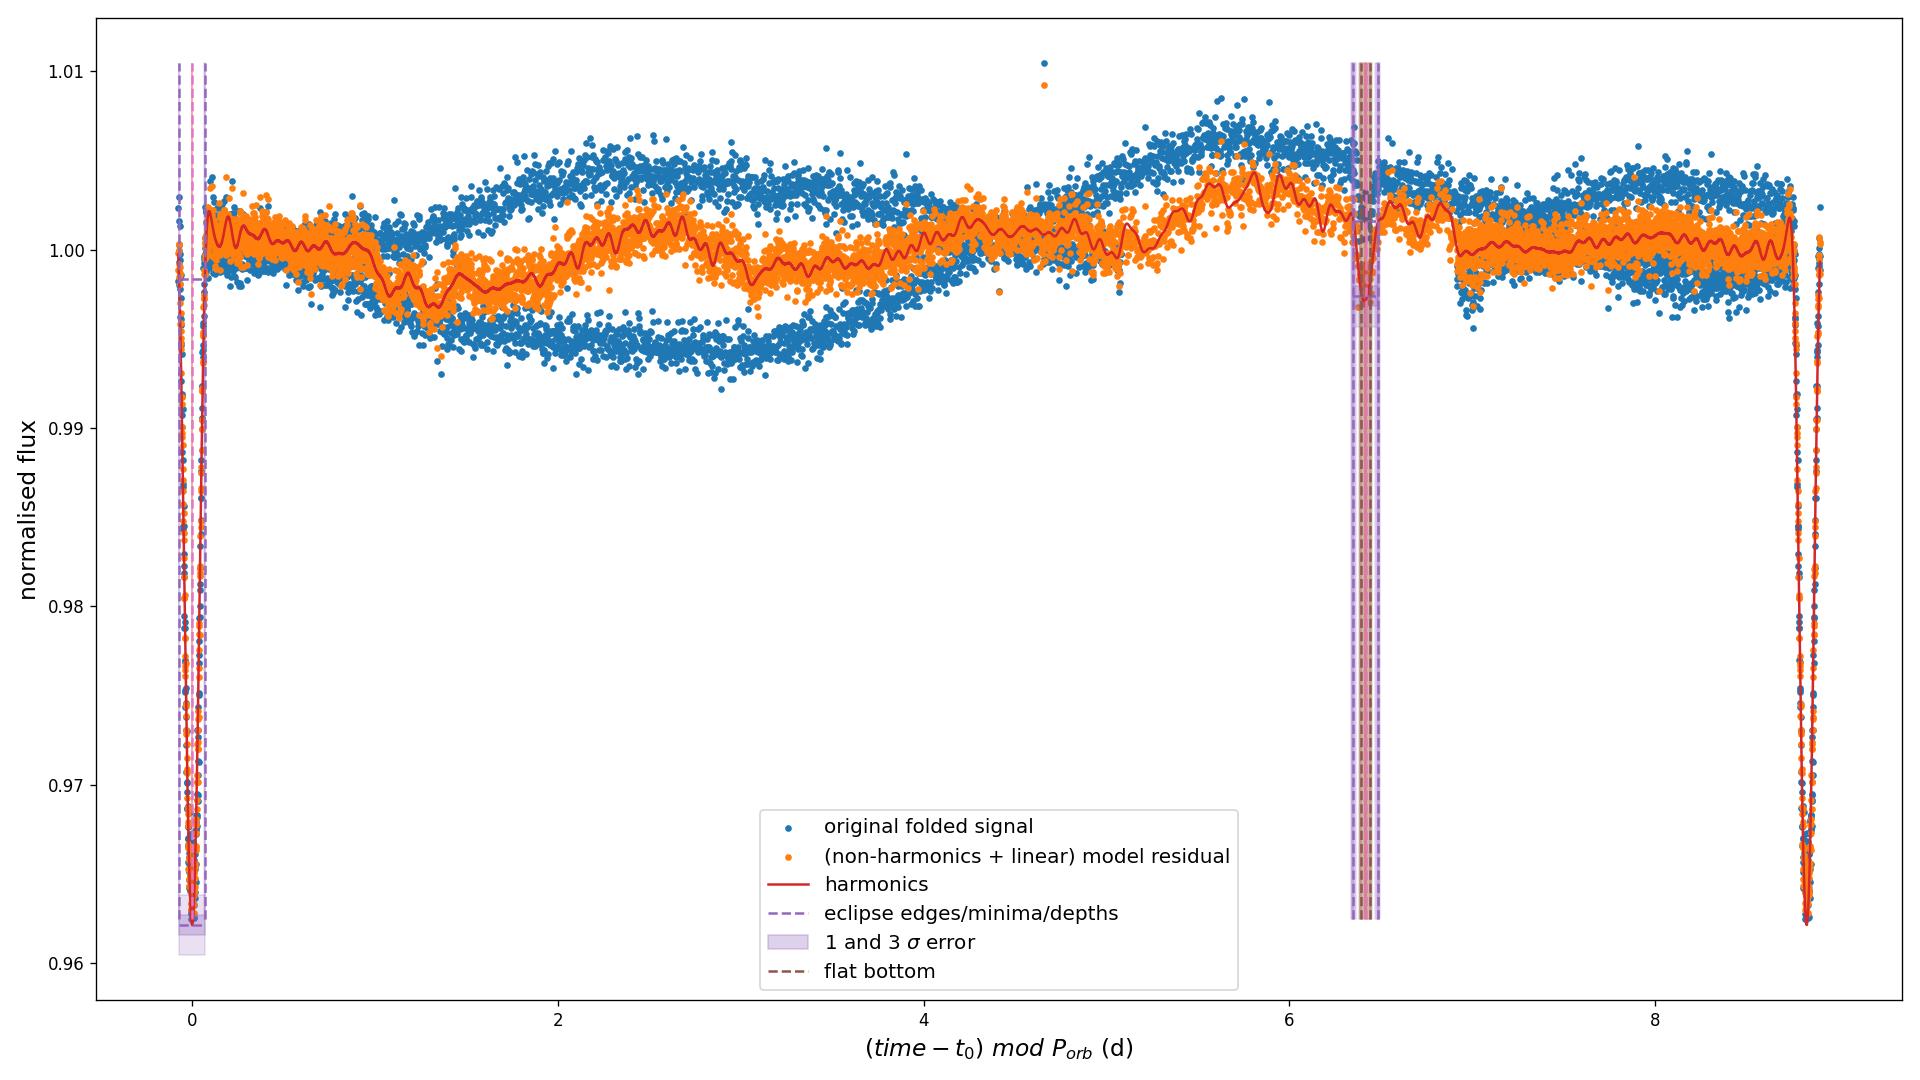 1.01
1.00
0.99
0.98
0.97
0.96
normalised flux
original folded signal
(non-harmonics + linear) model residual
harmonics
eclipse edges/minima/depths
1 and 3 σ error
flat bottom
0 2 4 6 8
(time − t₀) mod Pₒᵣb (d)